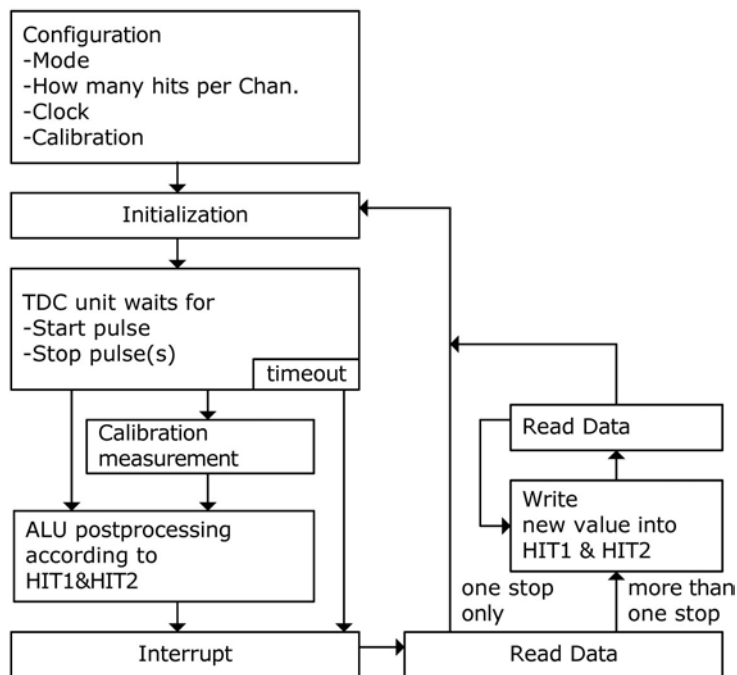 Configuration
-Mode
-How many hits per Chan.
-Clock
-Calibration
Initialization
TDC unit waits for
-Start pulse
-Stop pulse(s)
timeout
Calibration
measurement
ALU postprocessing
according to
HIT1&HIT2
Interrupt
Read Data
one stop
only
more than
one stop
Write
new value into
HIT1 & HIT2
Read Data